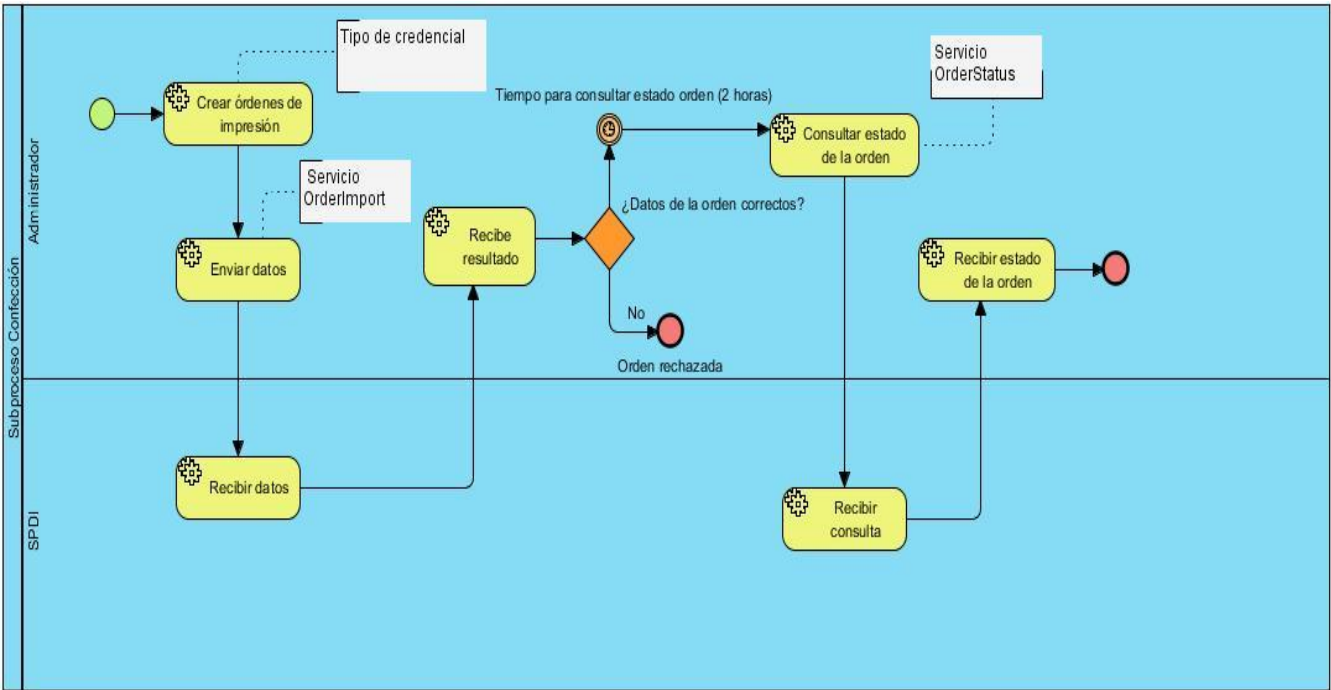 Subproceso Confección
Administrador
Tipo de credencial
Crear órdenes de
impresión
Servicio
OrderImport
Enviar datos
Recibe
resultado
Tiempo para consultar estado orden (2 horas)
¿Datos de la orden correctos?
No
Orden rechazada
Servicio
OrderStatus
Consultar estado
de la orden
Recibir estado
de la orden
SPDI
Recibir datos
Recibir
consulta